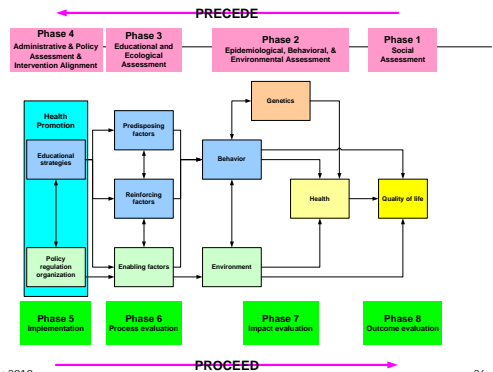 PRECEDE
Phase 4
Administrative & Policy
Assessment &
Intervention Alignment
Phase 3
Educational and
Ecological
Assessment
Phase 2
Epidemiological, Behavioral, &
Environmental Assessment
Phase 1
Social
Assessment
Health
Promotion
Educational
strategies
Policy
regulation
organization
Predisposing
factors
Reinforcing
factors
Enabling factors
Genetics
Behavior
Environment
Health
Quality of life
Phase 5
Implementation
Phase 6
Process evaluation
Phase 7
Impact evaluation
Phase 8
Outcome evaluation
PROCEED